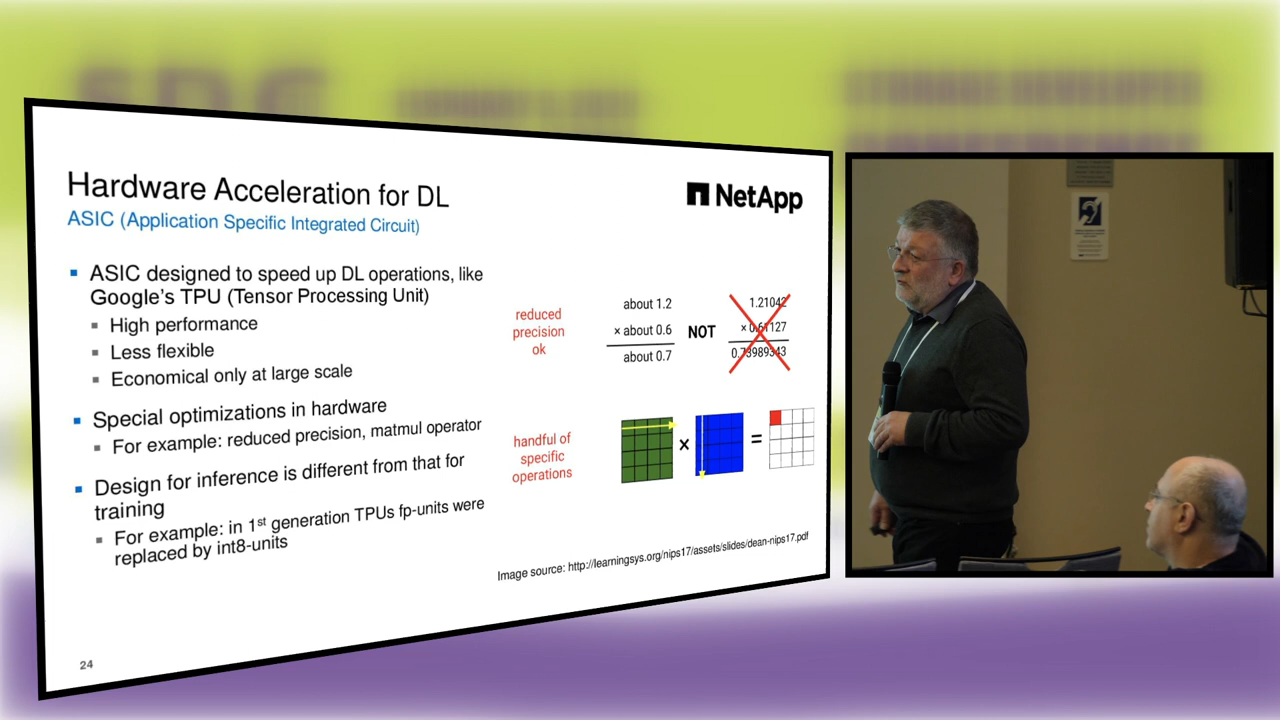 Hardware Acceleration for DL
ASIC (Application Specific Integrated Circuit)
NetApp
▪ ASIC designed to speed up DL operations, like
Google's TPU (Tensor Processing Unit)
▪ High performance
▪ Less flexible
▪ Economical only at large scale
▪ Special optimizations in hardware
▪ For example: reduced precision, matmul operator
▪ Design for inference is different from that for
training
▪ For example: in 1st generation TPUs fp-units were
replaced by int8-units
reduced
precision
ok
about 1.2
× about 0.6
about 0.7
NOT
1.21042
× 0.61127
0.73989343
handful of
specific
operations
×
=
Image source: http://learningsys.org/nips17/assets/slides/dean-nips17.pdf
24